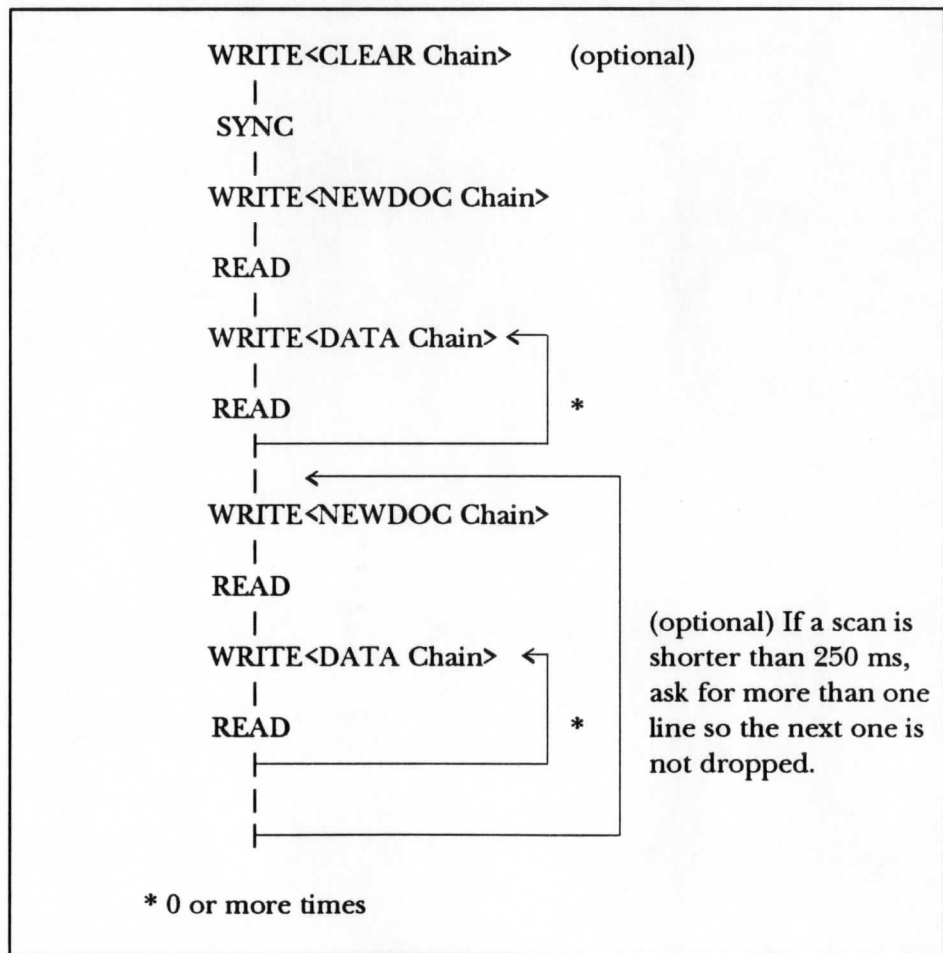 WRITE<CLEAR Chain> (optional)
SYNC
WRITE<NEWDOC Chain>
READ
WRITE<DATA Chain>
READ *
WRITE<NEWDOC Chain>
READ
(optional) If a scan is
WRITE<DATA Chain> shorter than 250 ms,
ask for more than one
READ * line so the next one is
not dropped.
* 0 or more times